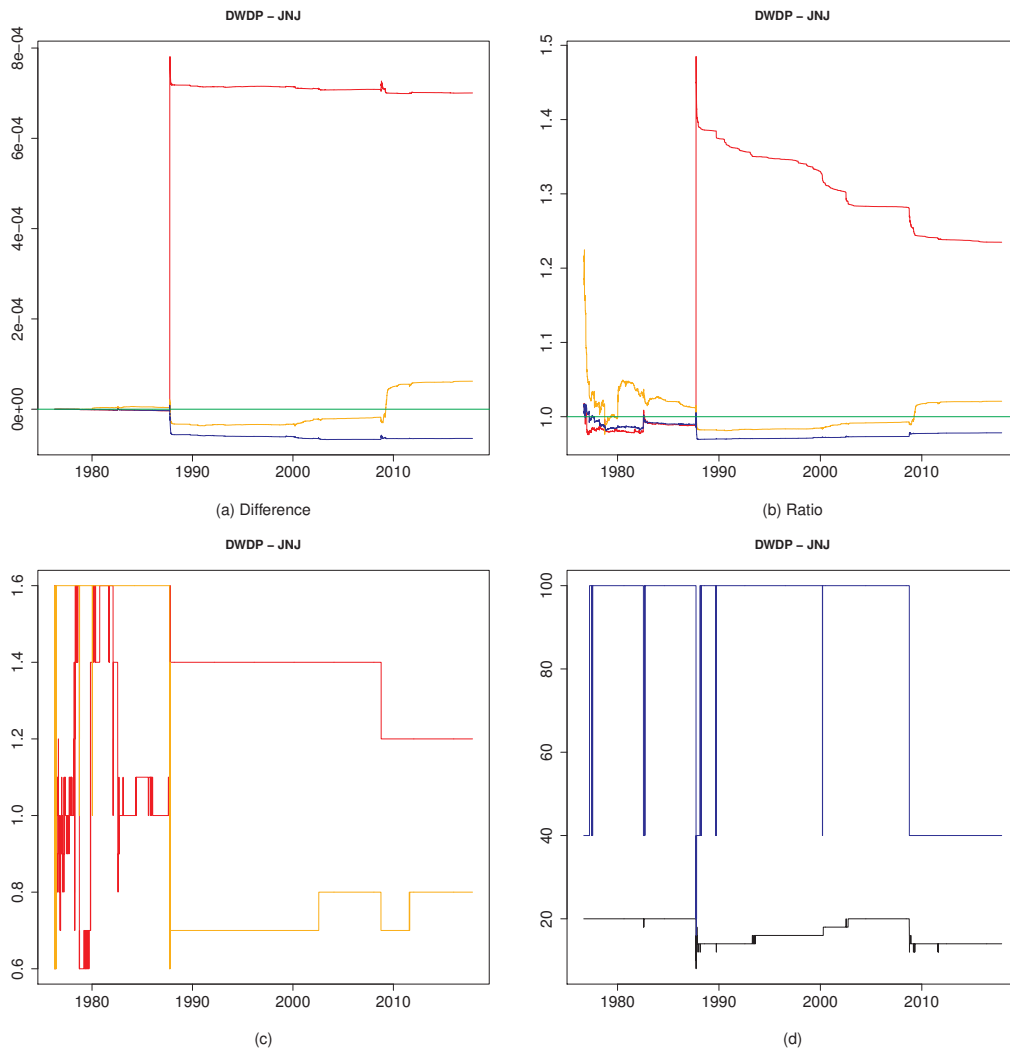 DWDP − JNJ
8e−04
6e−04
4e−04
2e−04
0e+00
1980 1990 2000 2010
(a) Difference
DWDP − JNJ
1.5
1.4
1.3
1.2
1.1
1.0
1980 1990 2000 2010
(b) Ratio
DWDP − JNJ
1.6
1.4
1.2
1.0
0.8
0.6
1980 1990 2000 2010
(c)
DWDP − JNJ
100
80
60
40
20
1980 1990 2000 2010
(d)